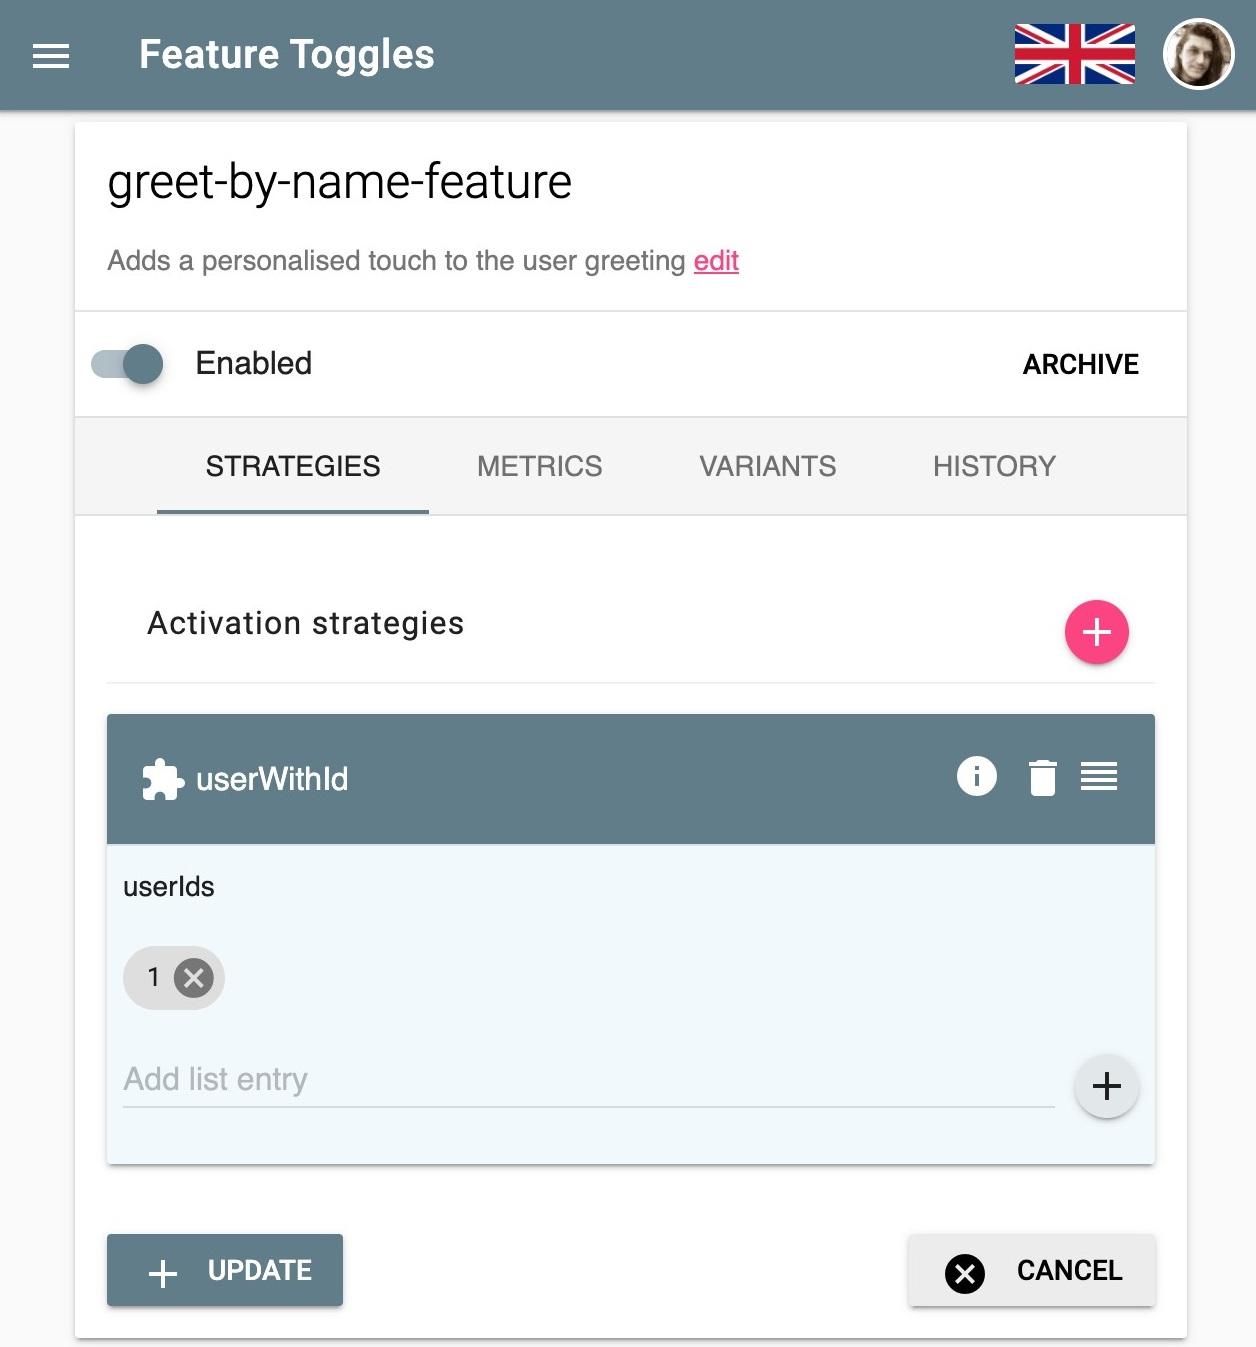 Feature Toggles
greet-by-name-feature
Adds a personalised touch to the user greeting edit
Enabled
ARCHIVE
STRATEGIES
METRICS
VARIANTS
HISTORY
Activation strategies
userWithId
userIds
1
Add list entry
UPDATE
CANCEL